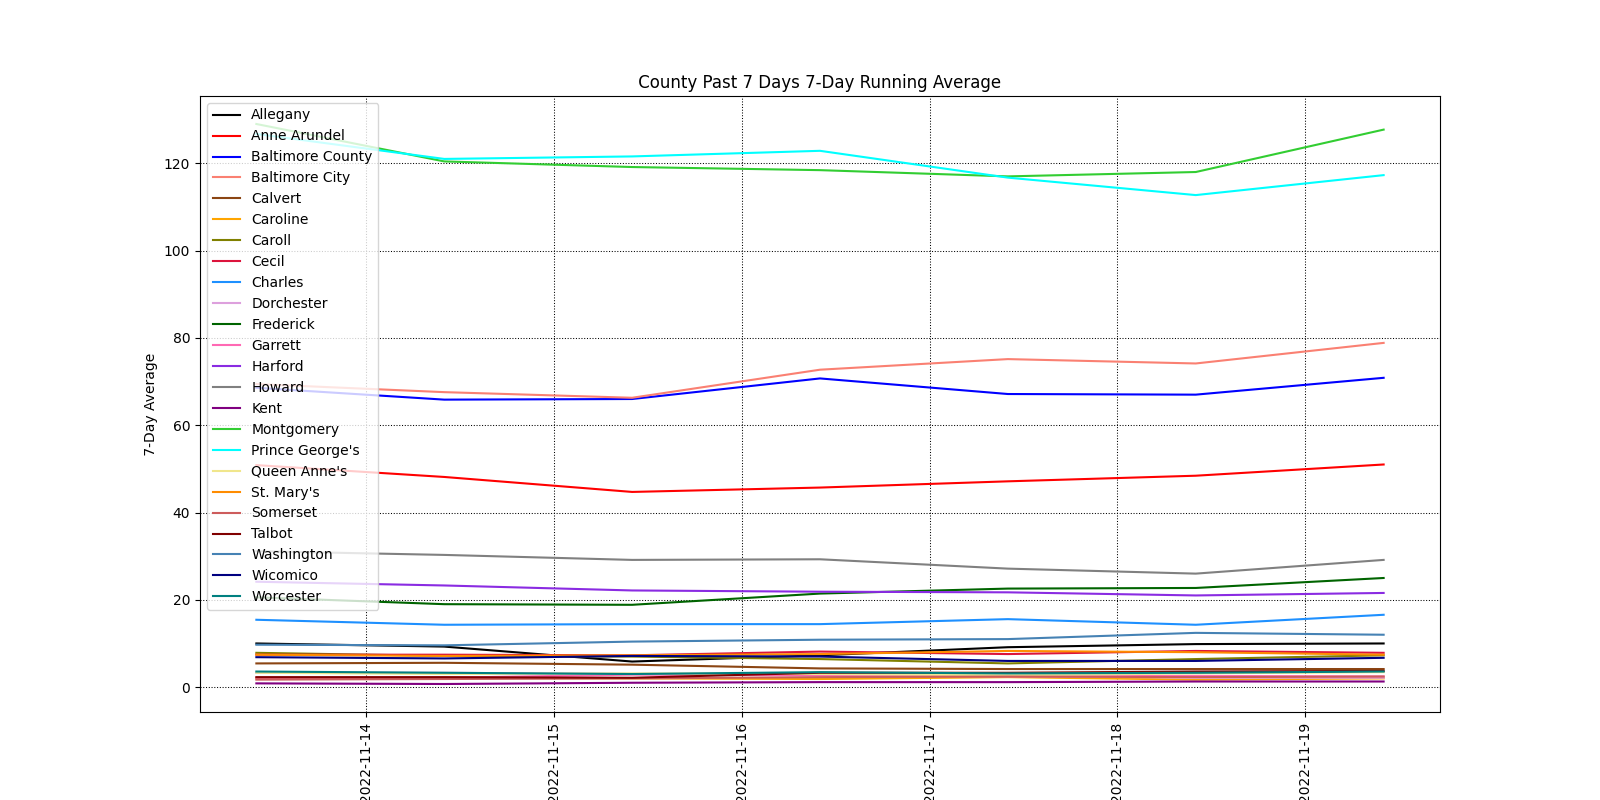 County Past 7 Days 7-Day Running Average
Allegany
Anne Arundel
Baltimore County
Baltimore City
Calvert
Caroline
Caroll
Cecil
Charles
Dorchester
Frederick
Garrett
Harford
Howard
Kent
Montgomery
Prince George's
Queen Anne's
St. Mary's
Somerset
Talbot
Washington
Wicomico
Worcester
7-Day Average
120
100
80
60
40
20
0
2022-11-14
2022-11-15
2022-11-16
2022-11-17
2022-11-18
2022-11-19